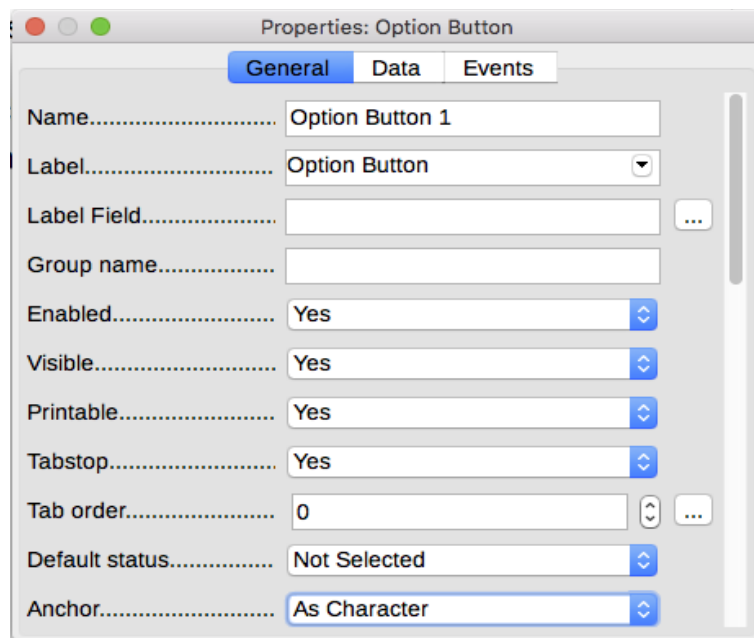 Properties: Option Button
General Data Events
Name............................ Option Button 1
Label............................ Option Button
Label Field.................... ...
Group name..................
Enabled......................... Yes
Visible........................... Yes
Printable........................ Yes
Tabstop......................... Yes
Tab order....................... 0 ...
Default status................ Not Selected
Anchor........................... As Character